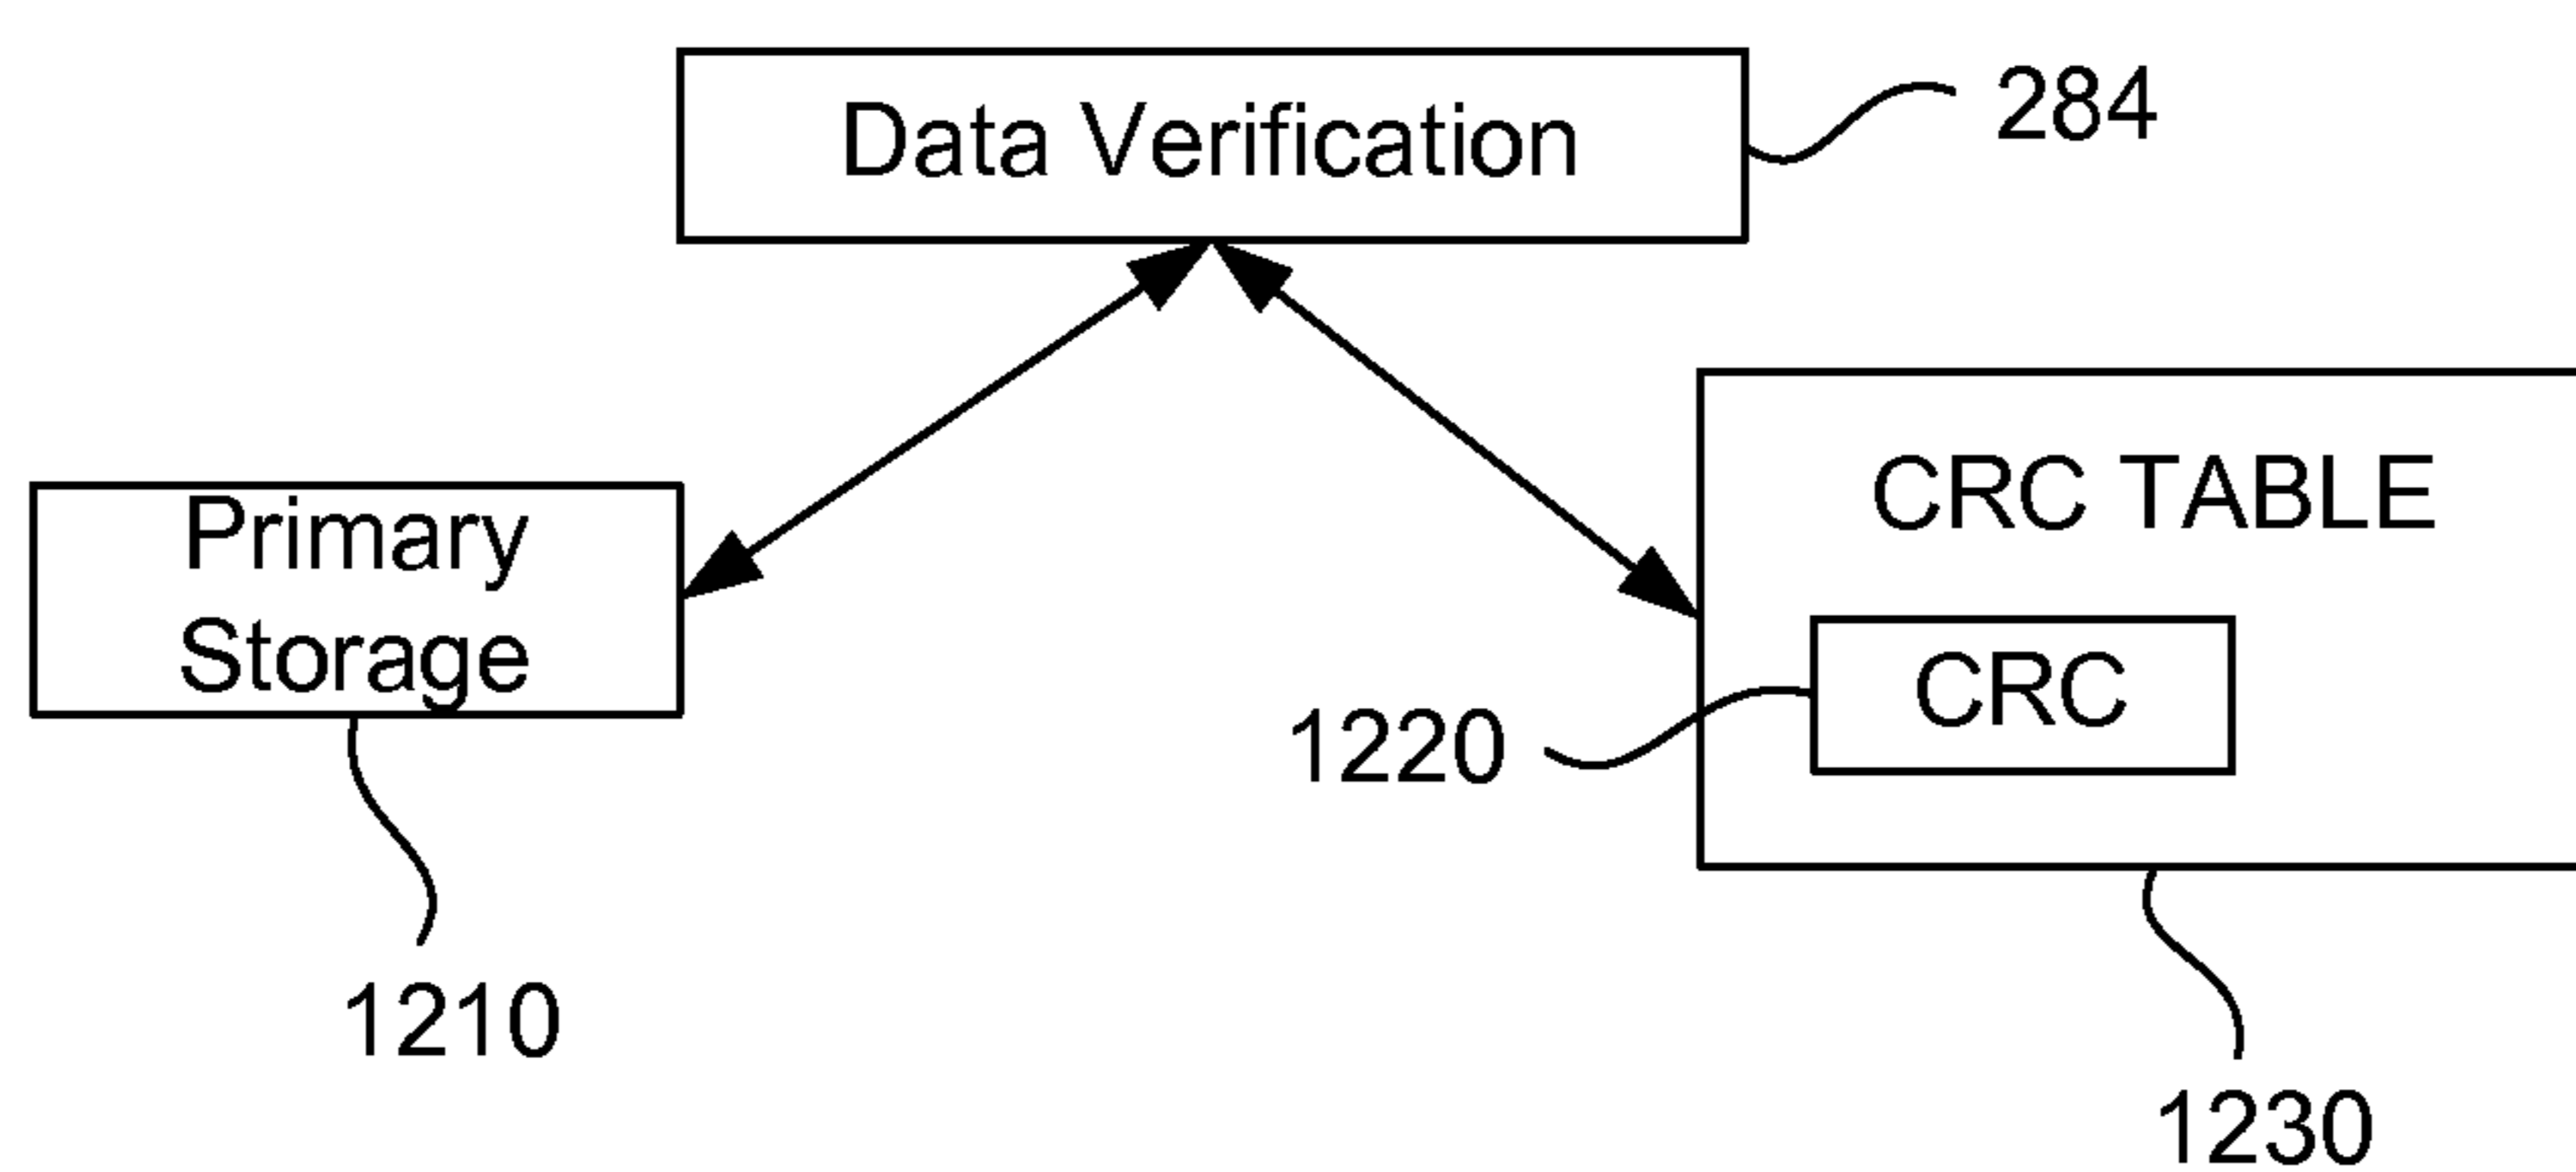 Data Verification
284
Primary
Storage
CRC TABLE
CRC
1220
1210
1230